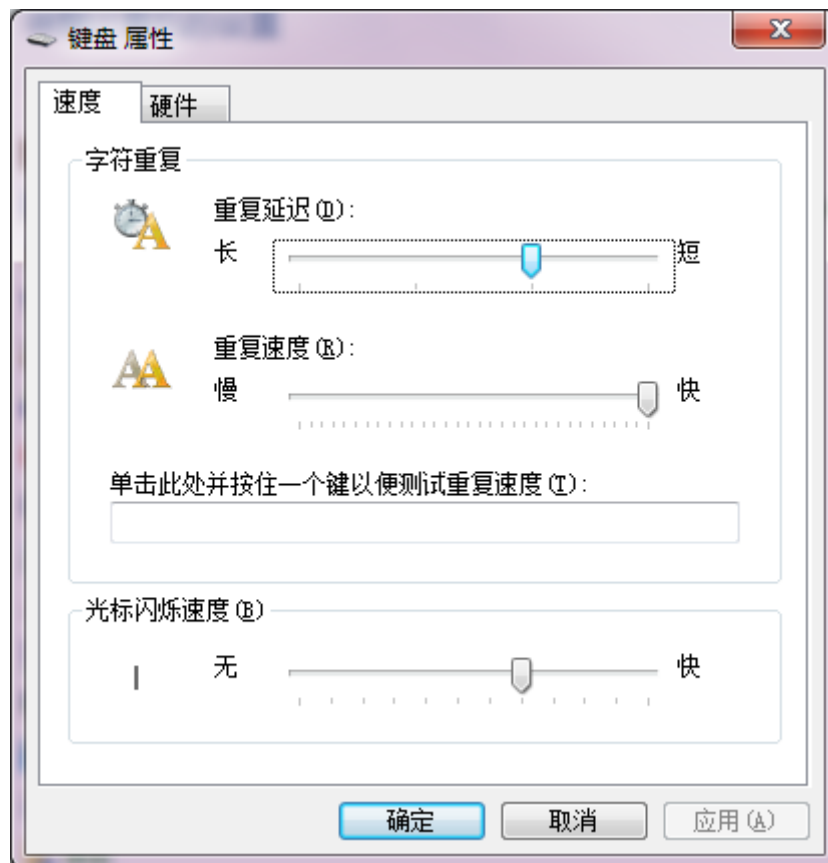 键盘 属性
速度 硬件
字符重复
重复延迟(D):
长 短
重复速度(R):
慢 快
单击此处并按住一个键以便测试重复速度(T):
光标闪烁速度(B)
无 快
确定 取消 应用(A)